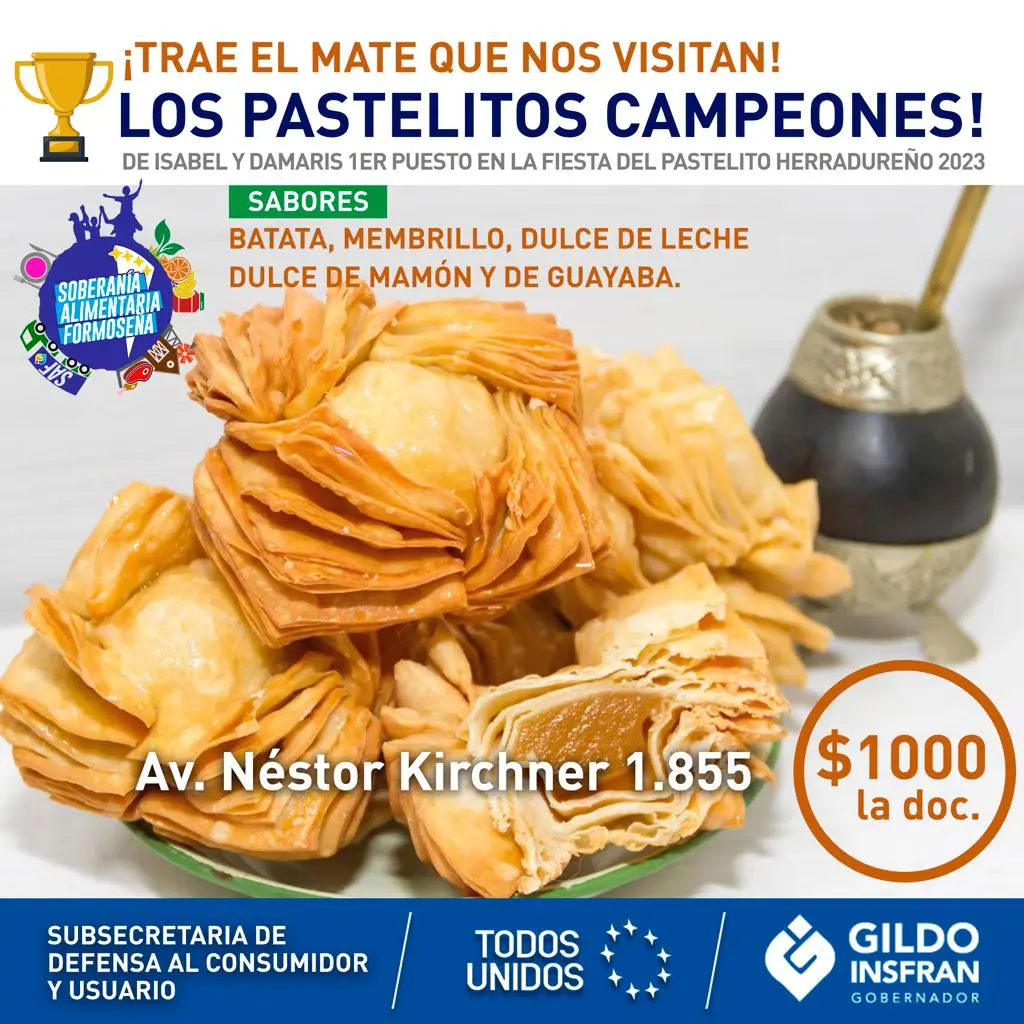 ¡TRAE EL MATE QUE NOS VISITAN!
LOS PASTELITOS CAMPEONES!
DE ISABEL Y DAMARIS 1ER PUESTO EN LA FIESTA DEL PASTELITO HERRADUREÑO 2023
SABORES
BATATA, MEMBRILLO, DULCE DE LECHE
DULCE DE MAMÓN Y DE GUAYABA.
SOBERANÍA
ALIMENTARIA
FORMOSEÑA
SAF
Av. Néstor Kirchner 1.855
$1000
la doc.
SUBSECRETARIA DE
DEFENSA AL CONSUMIDOR
Y USUARIO
TODOS
UNIDOS
GILDO
INSFRAN
GOBERNADOR